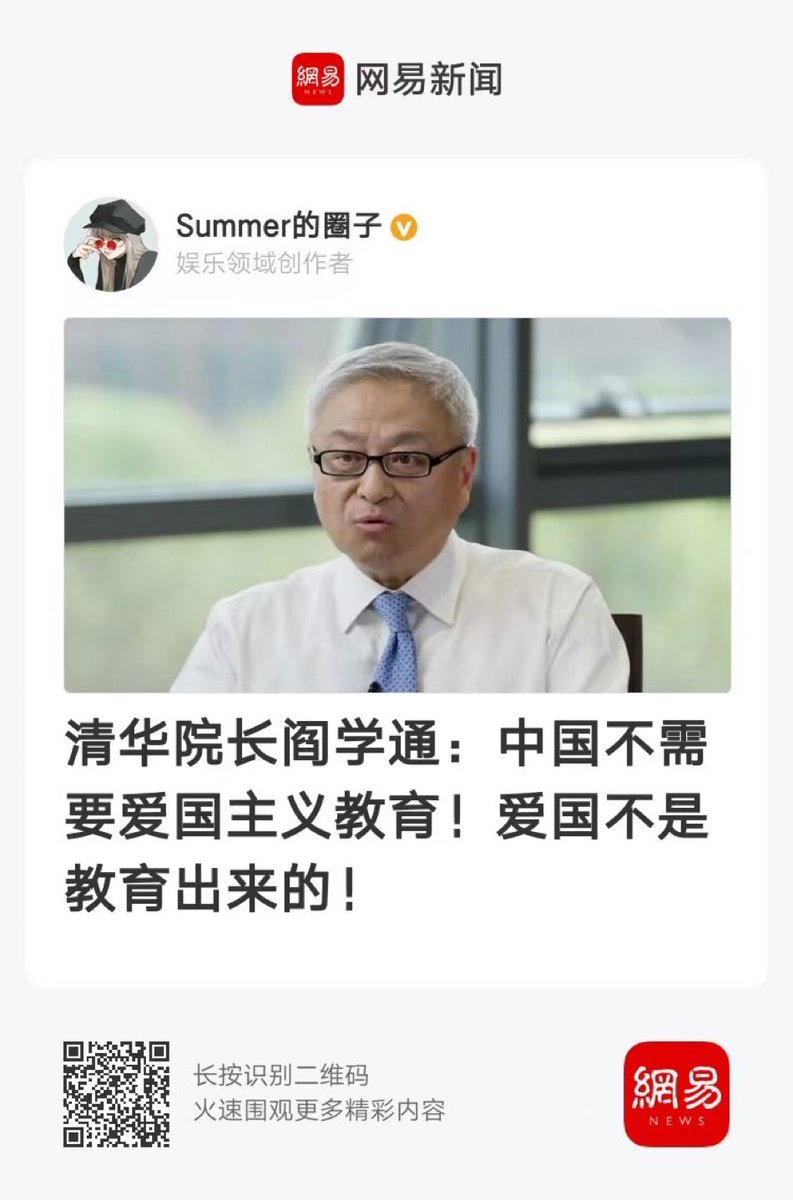 網易
NEWS
网易新闻
Summer的圈子
娱乐领域创作者
清华院长阎学通：中国不需
要爱国主义教育！爱国不是
教育出来的！
长按识别二维码
火速围观更多精彩内容
網易
NEWS